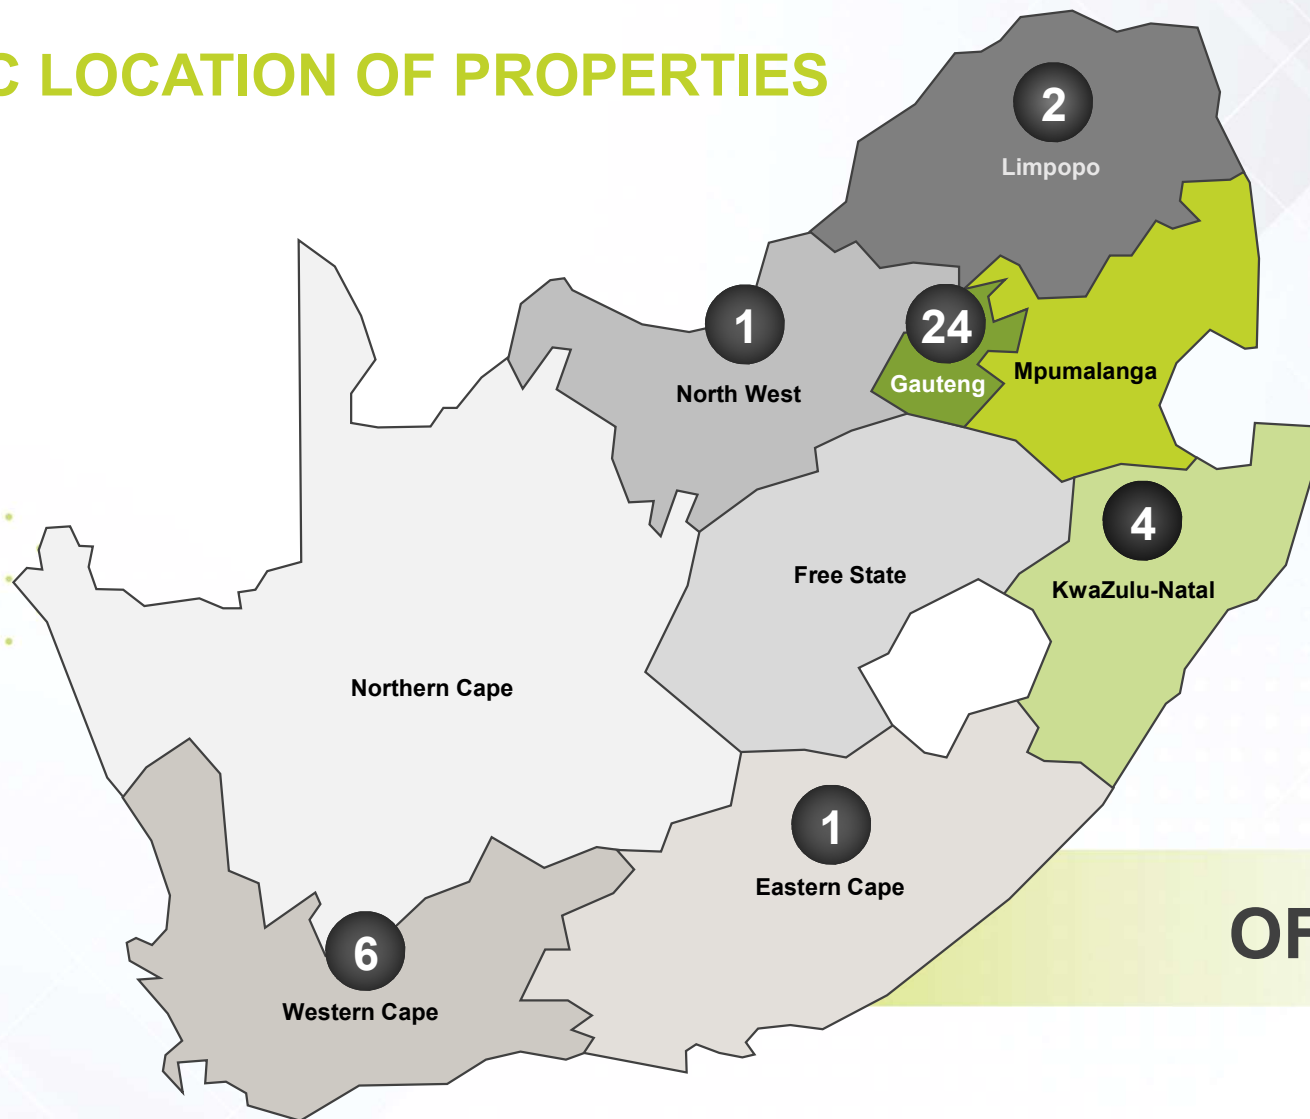 C LOCATION OF PROPERTIES
2
Limpopo
1
North West
24
Gauteng
Mpumalanga
4
KwaZulu-Natal
Free State
Northern Cape
1
Eastern Cape
6
Western Cape
OF